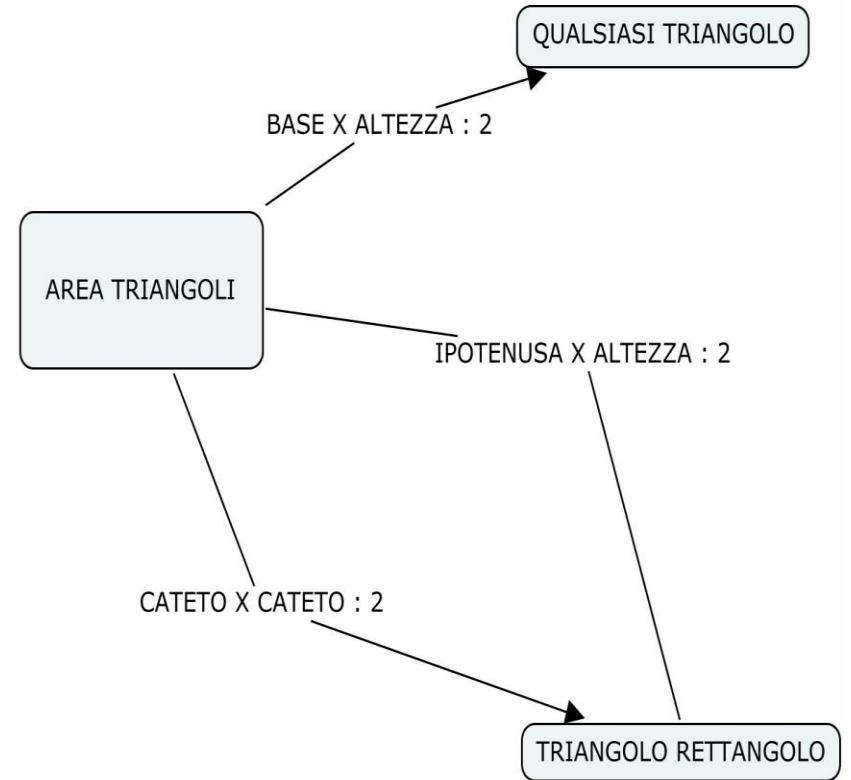 QUALSIASI TRIANGOLO
BASE X ALTEZZA : 2
AREA TRIANGOLI
IPOTENUSA X ALTEZZA : 2
CATETO X CATETO : 2
TRIANGOLO RETTANGOLO